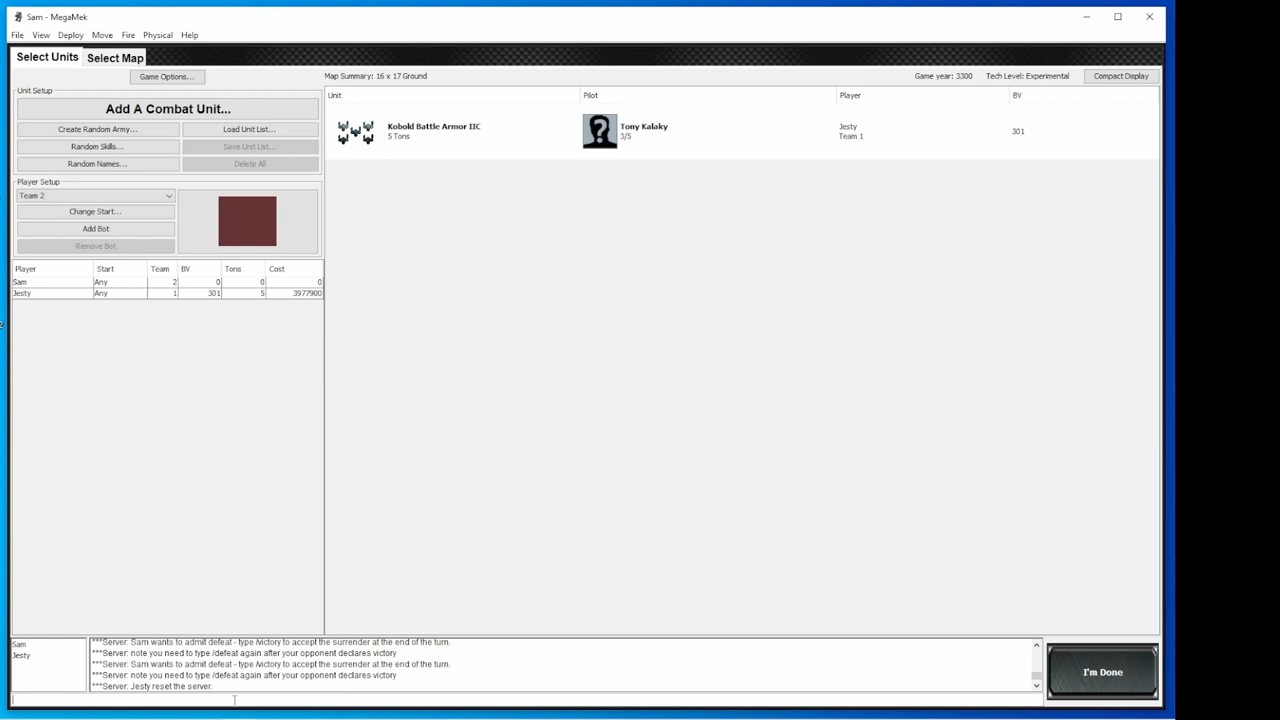 Sam - MegaMek
File View Deploy Move Fire Physical Help
Select Units Select Map
Game Options...
Map Summary: 16 x 17 Ground
Game year: 3300 Tech Level: Experimental Compact Display
Unit Setup
Add A Combat Unit...
Create Random Army... Load Unit List...
Random Skills... Save Unit List...
Random Names... Delete All
Player Setup
Team 2
Change Start...
Add Bot
Remove Bot
Player Start Team BV Tons Cost
Sam Any 2 0 0 0
Jesty Any 1 301 5 3977900
Unit Pilot Player BV
Kobold Battle Armor IIC Tony Kalaky Jesty 301
5 Tons 3/5 Team 1
Sam
Jesty
***Server: Sam wants to admit defeat - type /victory to accept the surrender at the end of the turn.
***Server: note you need to type /defeat again after your opponent declares victory
***Server: Sam wants to admit defeat - type /victory to accept the surrender at the end of the turn.
***Server: note you need to type /defeat again after your opponent declares victory
***Server: Jesty reset the server.
I'm Done